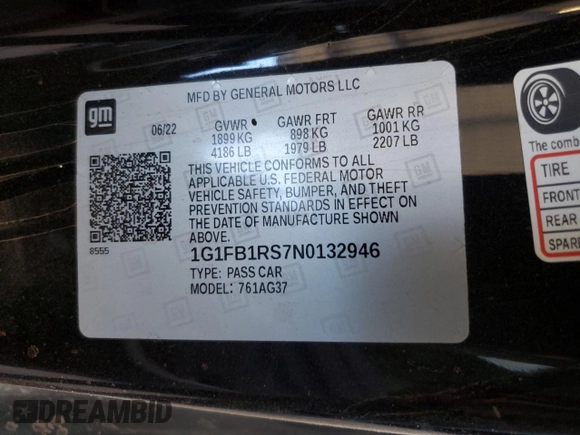 MFD BY GENERAL MOTORS LLC
gm
06/22 GVWR GAWR FRT GAWR RR
1899 KG 898 KG 1001 KG
4186 LB 1979 LB 2207 LB
THIS VEHICLE CONFORMS TO ALL
APPLICABLE U.S. FEDERAL MOTOR
VEHICLE SAFETY, BUMPER, AND THEFT
PREVENTION STANDARDS IN EFFECT ON
THE DATE OF MANUFACTURE SHOWN
ABOVE.
8555
1G1FB1RS7N0132946
TYPE: PASS CAR
MODEL: 761AG37
The comb
TIRE
FRONT
REAR
SPARE
DREAMBID